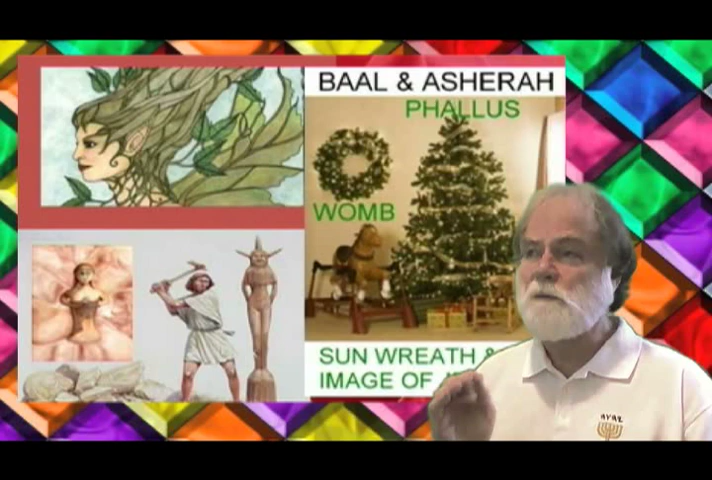 BAAL & ASHERAH
PHALLUS
WOMB
SUN WREATH &
IMAGE OF